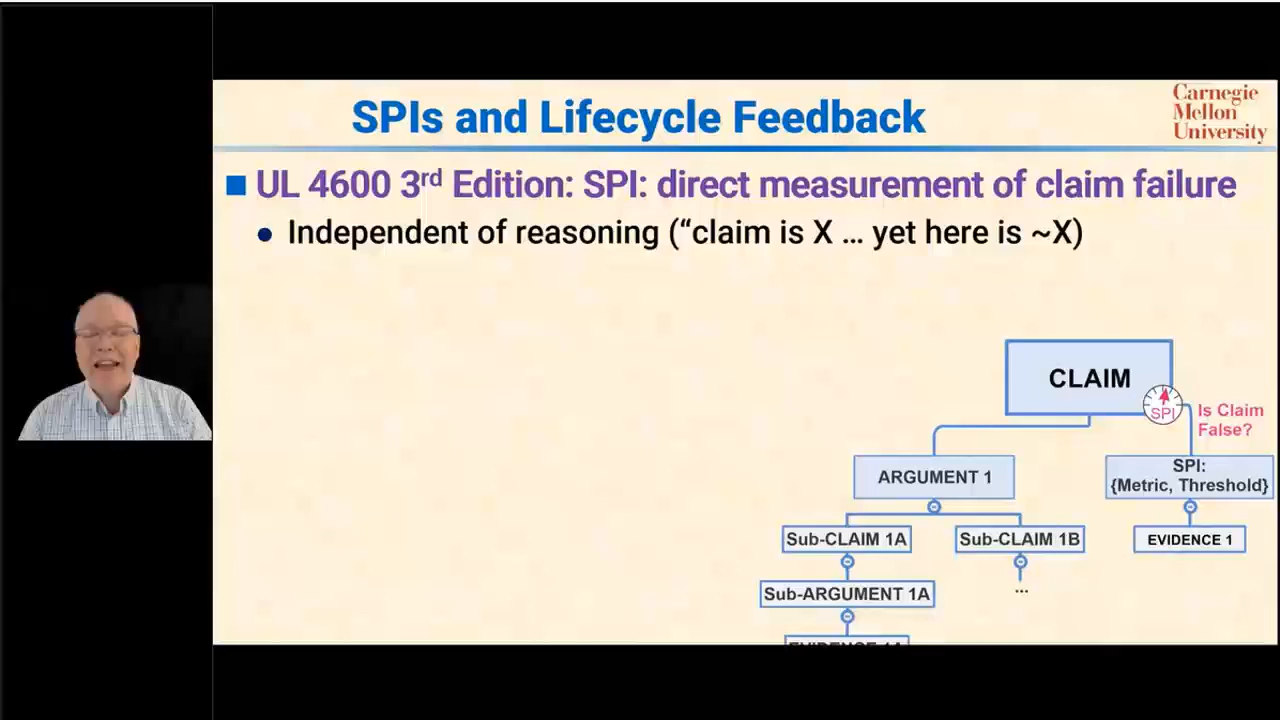 SPIs and Lifecycle Feedback
Carnegie
Mellon
University
UL 4600 3rd Edition: SPI: direct measurement of claim failure
Independent of reasoning (“claim is X … yet here is ~X)
CLAIM
SPI
Is Claim
False?
ARGUMENT 1
SPI:
{Metric, Threshold}
Sub-CLAIM 1A
Sub-CLAIM 1B
EVIDENCE 1
...
Sub-ARGUMENT 1A
EVIDENCE 1A